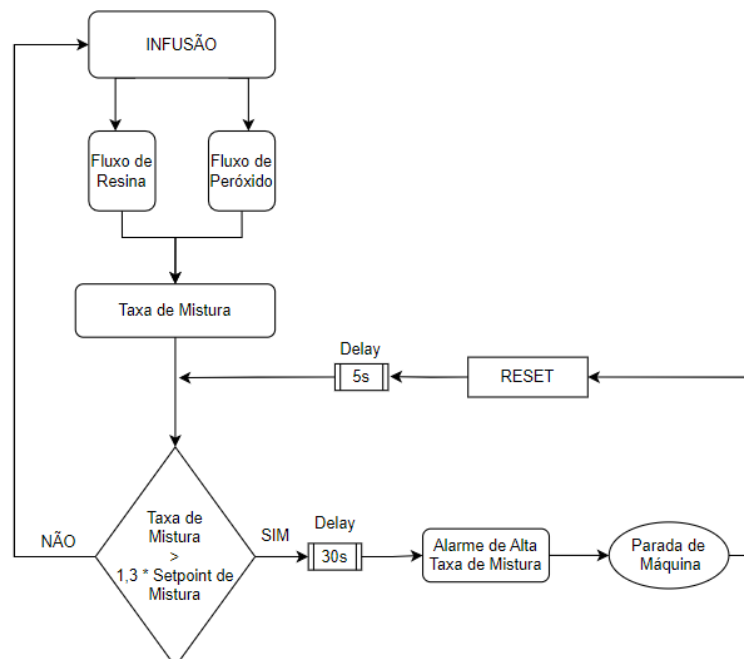 INFUSÃO
Fluxo de
Resina
Fluxo de
Peróxido
Taxa de Mistura
Delay
5s
RESET
NÃO
Taxa de
Mistura
>
1,3 * Setpoint de
Mistura
SIM
Delay
30s
Alarme de Alta
Taxa de Mistura
Parada de
Máquina